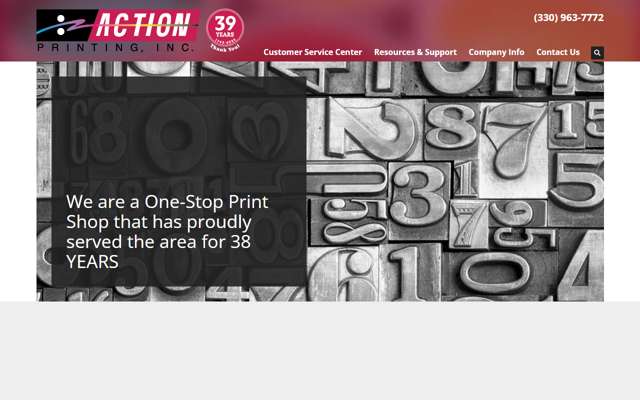 ACTION
PRINTING, INC.
39
YEARS
Thank You!
(330) 963-7772
Customer Service Center
Resources & Support
Company Info
Contact Us
We are a One-Stop Print
Shop that has proudly
served the area for 38
YEARS